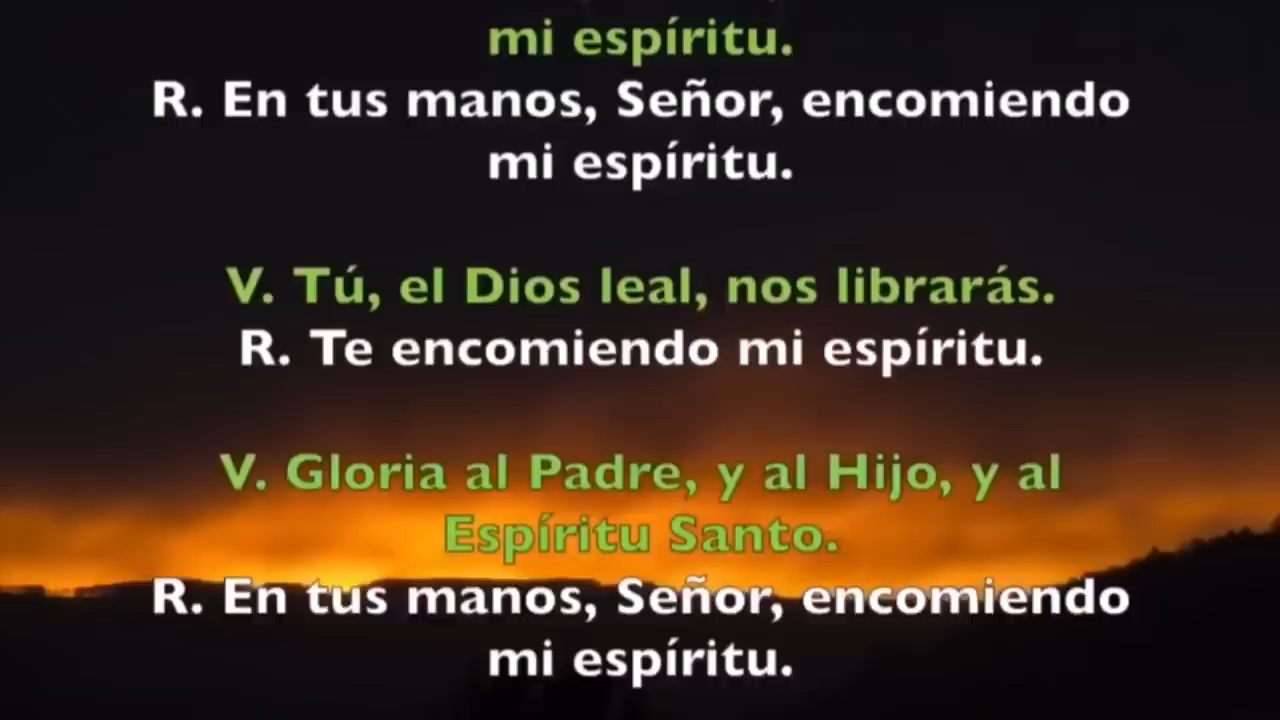 mi espíritu.
R. En tus manos, Señor, encomiendo
mi espíritu.
V. Tú, el Dios leal, nos librarás.
R. Te encomiendo mi espíritu.
V. Gloria al Padre, y al Hijo, y al
Espíritu Santo.
R. En tus manos, Señor, encomiendo
mi espíritu.